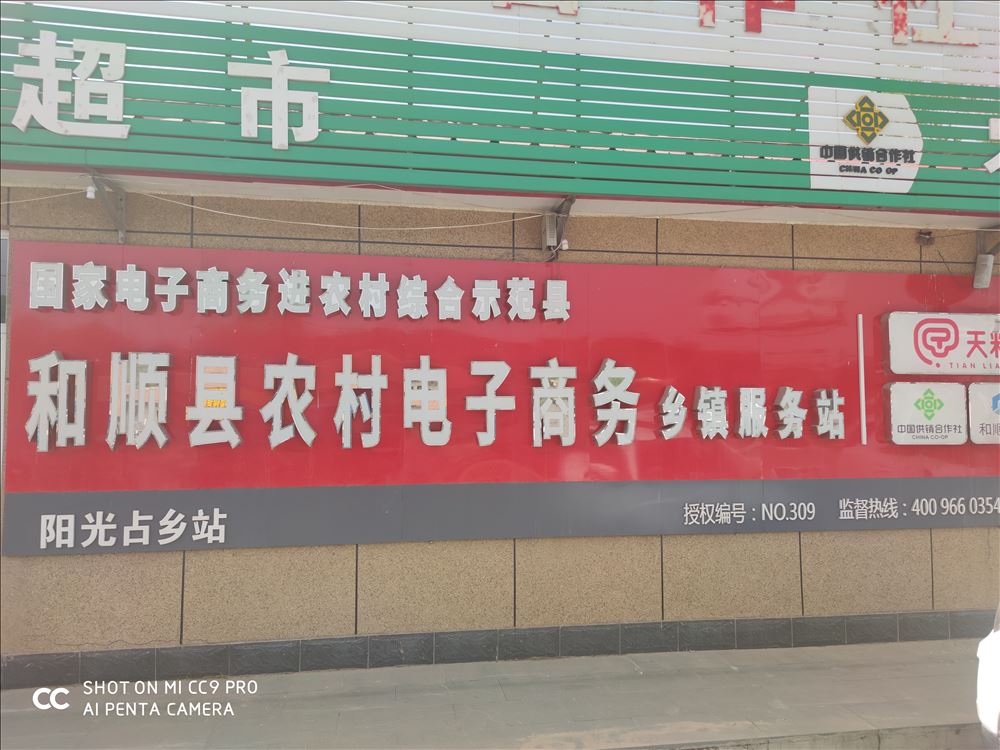 超市
中国供销合作社
CHINA CO OP
国家电子商务进农村综合示范县
和顺县农村电子商务乡镇服务站
天粮
TIAN LIA
中国供销合作社
CHINA CO-OP
和顺
阳光占乡站
授权编号:NO.309 监督热线:400 966 0354
SHOT ON MI CC9 PRO
AI PENTA CAMERA